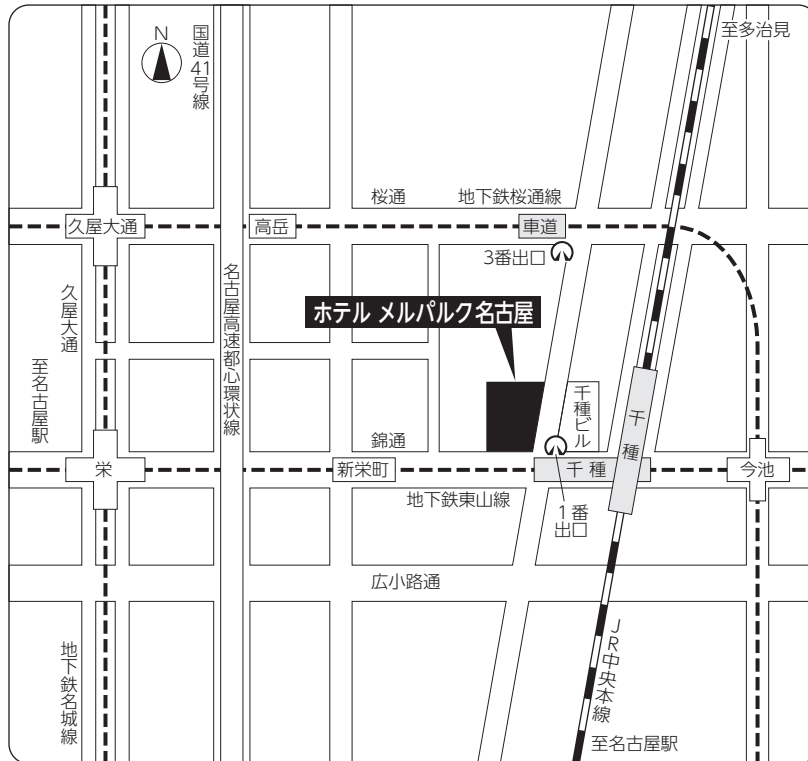 至多治見
N
国道41号線
桜通
地下鉄桜通線
久屋大通
高岳
車道
3番出口
久屋大通
名古屋高速都心環状線
ホテル メルパルク名古屋
至名古屋駅
千種ビル
千種
錦通
栄
新栄町
千種
今池
地下鉄東山線
1番
出口
広小路通
地下鉄名城線
JR中央本線
至名古屋駅